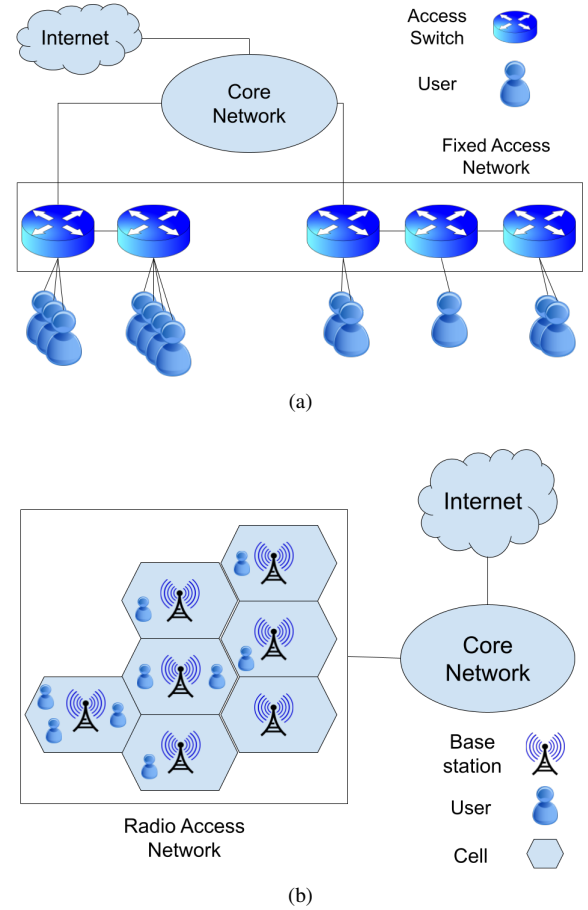 Internet
Access
Switch
User
Core
Network
Fixed Access
Network
(a)
Internet
Core
Network
Base
station
User
Cell
Radio Access
Network
(b)